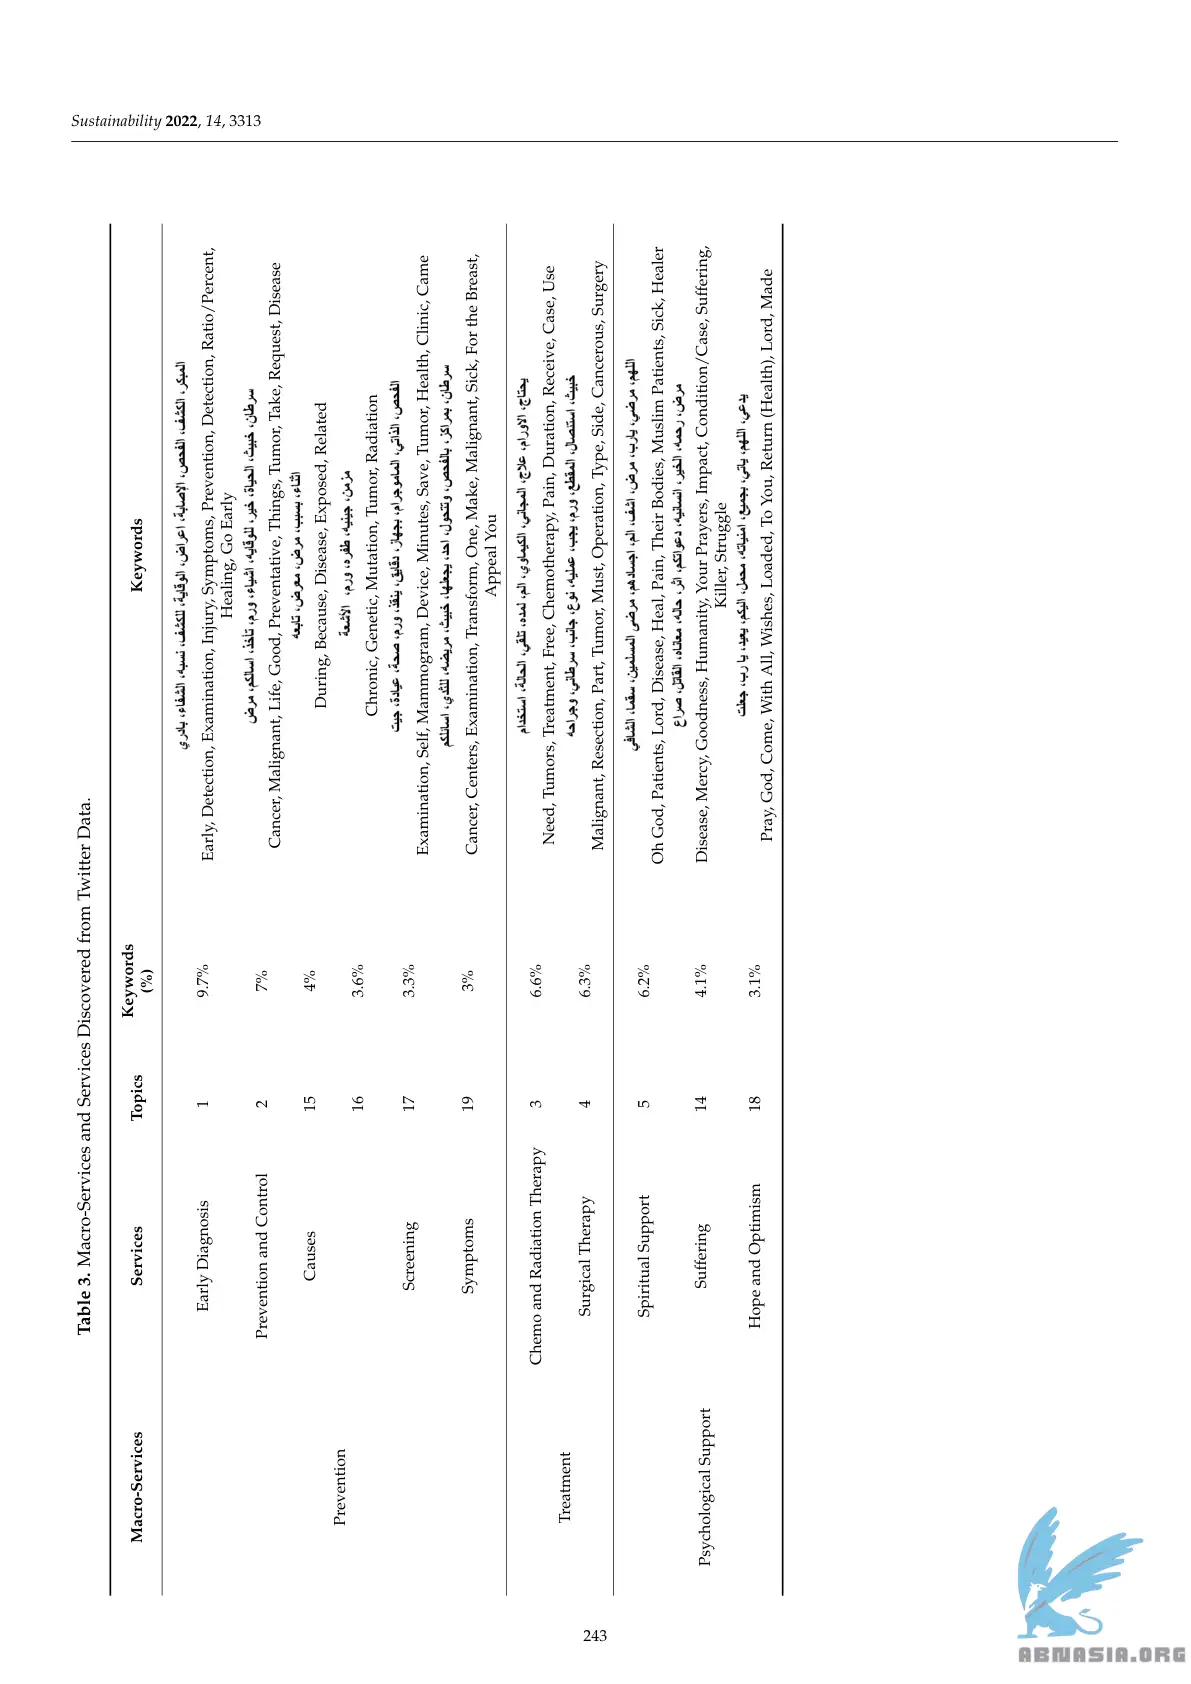 Sustainability 2022, 14, 3313
Table 3. Macro-Services and Services Discovered from Twitter Data.
Macro-Services Services Topics Keywords (%) Keywords
Prevention
Early Diagnosis 1 9.7%
المبكر، الكشف، الفحص، الإصابة، اعراض، الوقاية، للكشف، نسبه، الشفاء، بادري
Early, Detection, Examination, Injury, Symptoms, Prevention, Detection, Ratio/Percent,
Healing, Go Early
Prevention and Control 2 7%
سرطان، خبيث، الحياة، خير، للوقايه، اشياء، ورم، تاخذ، اسالكم، مرض
Cancer, Malignant, Life, Good, Preventative, Things, Tumor, Take, Request, Disease
Causes 15 4%
اثناء، بسبب، مرض، معرض، تابعه
During, Because, Disease, Exposed, Related
16 3.6%
مزمن، جينيه، طفره، ورم، الأشعة
Chronic, Genetic, Mutation, Tumor, Radiation
Screening 17 3.3%
الفحص، الذاتي، الماموجرام، بجهاز، دقايق، ينقذ، ورم، صحة، عيادة، جيت
Examination, Self, Mammogram, Device, Minutes, Save, Tumor, Health, Clinic, Came
Symptoms 19 3%
سرطان، بمراكز، بالفحص، وتتحول، احد، يجعلها، خبيث، مريضه، للثدي، اسائلكم
Cancer, Centers, Examination, Transform, One, Make, Malignant, Sick, For the Breast,
Appeal You
Treatment
Chemo and Radiation Therapy 3 6.6%
يحتاج، الاورام، علاج، المجاني، الكيماوي، الم، لمده، تلقي، الحالة، استخدام
Need, Tumors, Treatment, Free, Chemotherapy, Pain, Duration, Receive, Case, Use
Surgical Therapy 4 6.3%
خبيث، استئصال، المقطع، ورم، يجب، عمليه، نوع، جانب، سرطاني، وجراحه
Malignant, Resection, Part, Tumor, Must, Operation, Type, Side, Cancerous, Surgery
Psychological Support
Spiritual Support 5 6.2%
اللهم، مرضي، يارب، مرض، اشف، الم، اجسادهم، مرضى المسلمين، سقما، الشافي
Oh God, Patients, Lord, Disease, Heal, Pain, Their Bodies, Muslim Patients, Sick, Healer
Suffering 14 4.1%
مرض، رحمه، الخير، انسانيه، دعواتكم، اثر، حاله، معاناه، القاتل، صراع
Disease, Mercy, Goodness, Humanity, Your Prayers, Impact, Condition/Case, Suffering,
Killer, Struggle
Hope and Optimism 18 3.1%
يدعي، اللهم، ياتي، بجميع، امنياته، محمل، اليكم، يعيد، يا رب، جعلت
Pray, God, Come, With All, Wishes, Loaded, To You, Return (Health), Lord, Made
243
ABNASIA.ORG